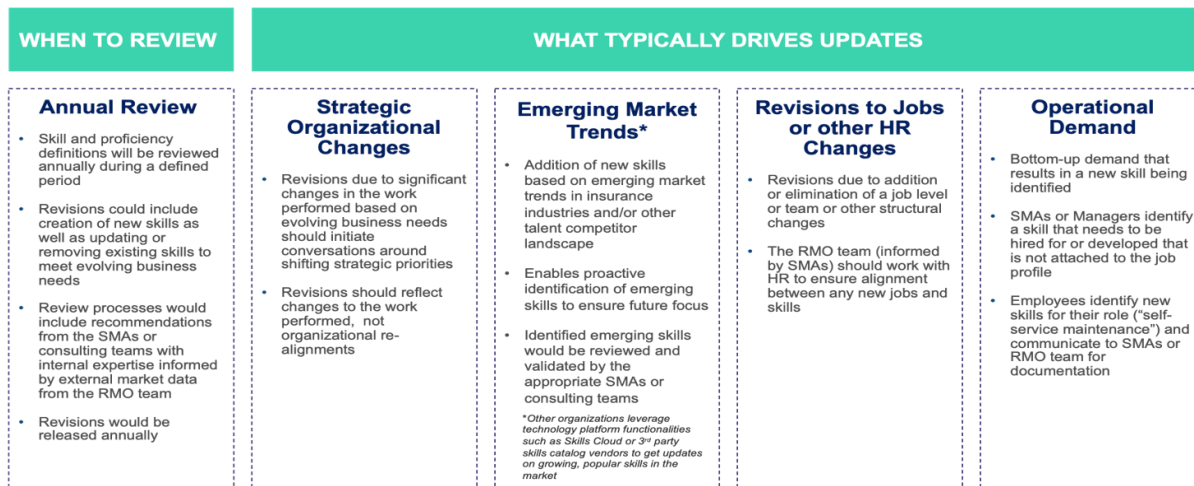 WHEN TO REVIEW
WHAT TYPICALLY DRIVES UPDATES
Annual Review
• Skill and proficiency
definitions will be reviewed
annually during a defined
period
• Revisions could include
creation of new skills as
well as updating or
removing existing skills to
meet evolving business
needs
• Review processes would
include recommendations
from the SMAs or
consulting teams with
internal expertise informed
by external market data
from the RMO team
• Revisions would be
released annually
Strategic
Organizational
Changes
• Revisions due to significant
changes in the work
performed based on
evolving business needs
should initiate
conversations around
shifting strategic priorities
• Revisions should reflect
changes to the work
performed, not
organizational re-
alignments
Emerging Market
Trends*
• Addition of new skills
based on emerging market
trends in insurance
industries and/or other
talent competitor
landscape
• Enables proactive
identification of emerging
skills to ensure future focus
• Identified emerging skills
would be reviewed and
validated by the
appropriate SMAs or
consulting teams
*Other organizations leverage
technology platform functionalities
such as Skills Cloud or 3rd party
skills catalog vendors to get updates
on growing, popular skills in the
market
Revisions to Jobs
or other HR
Changes
• Revisions due to addition
or elimination of a job level
or team or other structural
changes
• The RMO team (informed
by SMAs) should work with
HR to ensure alignment
between any new jobs and
skills
Operational
Demand
• Bottom-up demand that
results in a new skill being
identified
• SMAs or Managers identify
a skill that needs to be
hired for or developed that
is not attached to the job
profile
• Employees identify new
skills for their role (“self-
service maintenance”) and
communicate to SMAs or
RMO team for
documentation